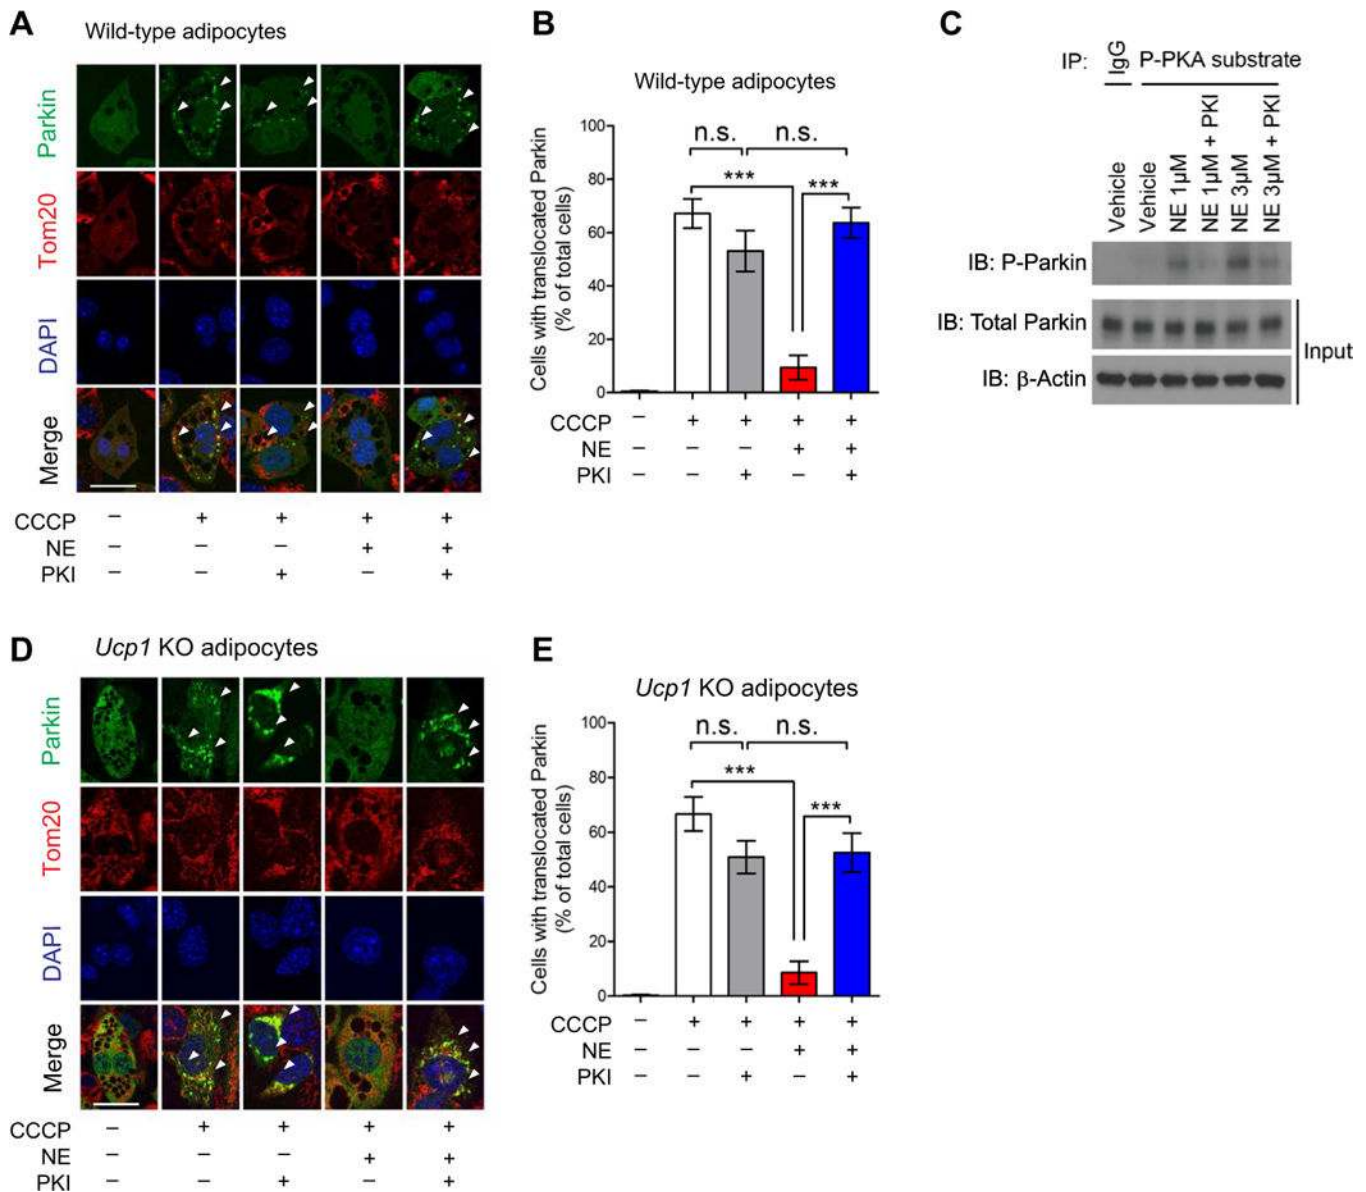 A
Wild-type adipocytes
Parkin
Tom20
DAPI
Merge
CCCP – + + + +
NE – – – + +
PKI – – + – +
B
Wild-type adipocytes
Cells with translocated Parkin
(% of total cells)
100
80
60
40
20
0
n.s. n.s.
*** ***
CCCP – + + + +
NE – – – + +
PKI – – + – +
C
IP: IgG P-PKA substrate
Vehicle
Vehicle
NE 1μM
NE 1μM + PKI
NE 3μM
NE 3μM + PKI
IB: P-Parkin
IB: Total Parkin
IB: β-Actin
Input
D
Ucp1 KO adipocytes
Parkin
Tom20
DAPI
Merge
CCCP – + + + +
NE – – – + +
PKI – – + – +
E
Ucp1 KO adipocytes
Cells with translocated Parkin
(% of total cells)
100
80
60
40
20
0
n.s. n.s.
*** ***
CCCP – + + + +
NE – – – + +
PKI – – + – +